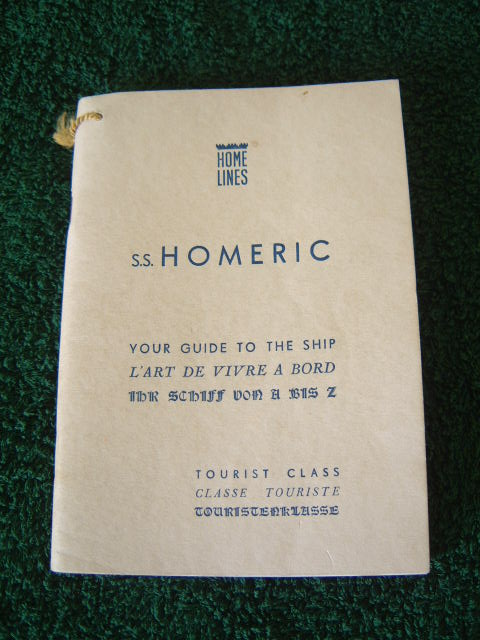 HOME
LINES
S.S. HOMERIC
YOUR GUIDE TO THE SHIP
L'ART DE VIVRE A BORD
IHR SCHIFF VON A BIS Z
TOURIST CLASS
CLASSE TOURISTE
TOURISTENKLASSE